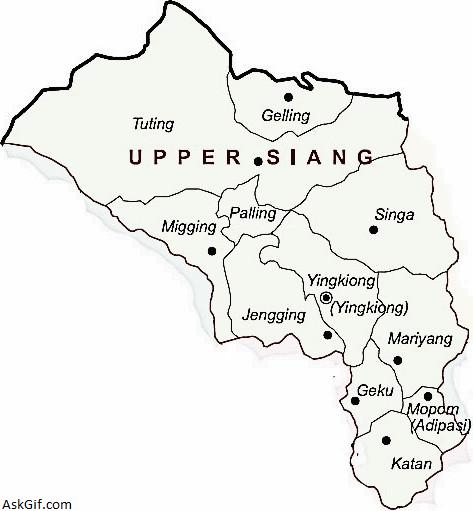 Gelling
Tuting
UPPER SIANG
Palling
Singa
Migging
Yingkiong
(Yingkiong)
Jengging
Mariyang
Geku
Mopom
(Adipasi)
Katan
AskGif.com